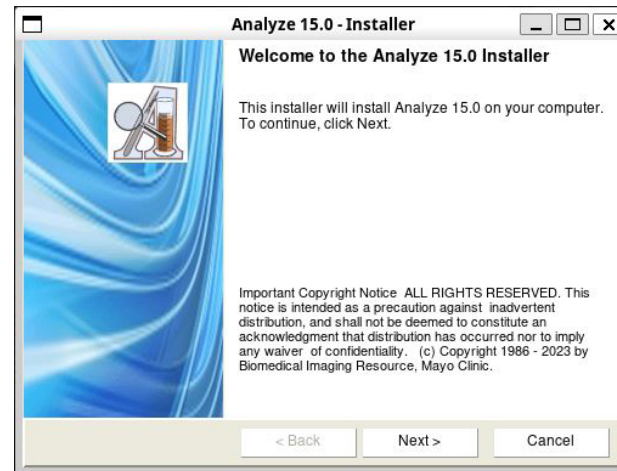 Analyze 15.0 - Installer
Welcome to the Analyze 15.0 Installer
This installer will install Analyze 15.0 on your computer.
To continue, click Next.
Important Copyright Notice ALL RIGHTS RESERVED. This
notice is intended as a precaution against inadvertent
distribution, and shall not be deemed to constitute an
acknowledgment that distribution has occurred nor to imply
any waiver of confidentiality. (c) Copyright 1986 - 2023 by
Biomedical Imaging Resource, Mayo Clinic.
< Back Next > Cancel